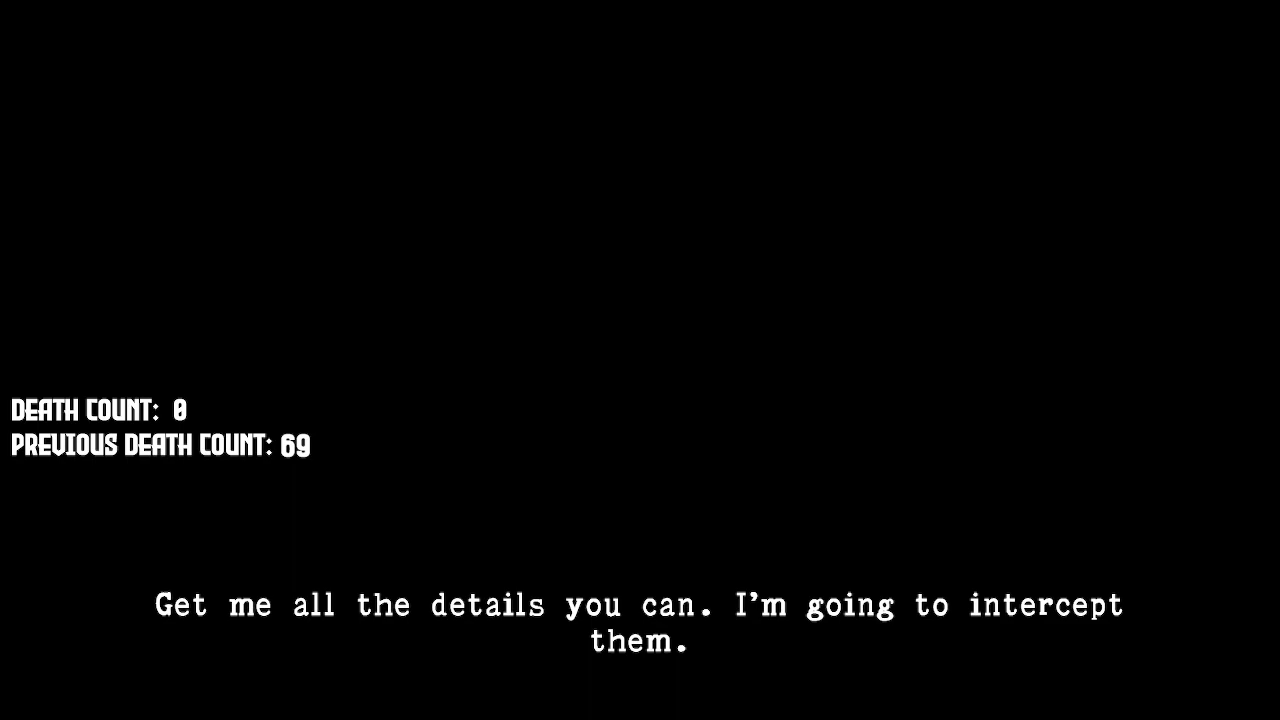 DEATH COUNT: 0
PREVIOUS DEATH COUNT: 69
Get me all the details you can. I'm going to intercept
them.